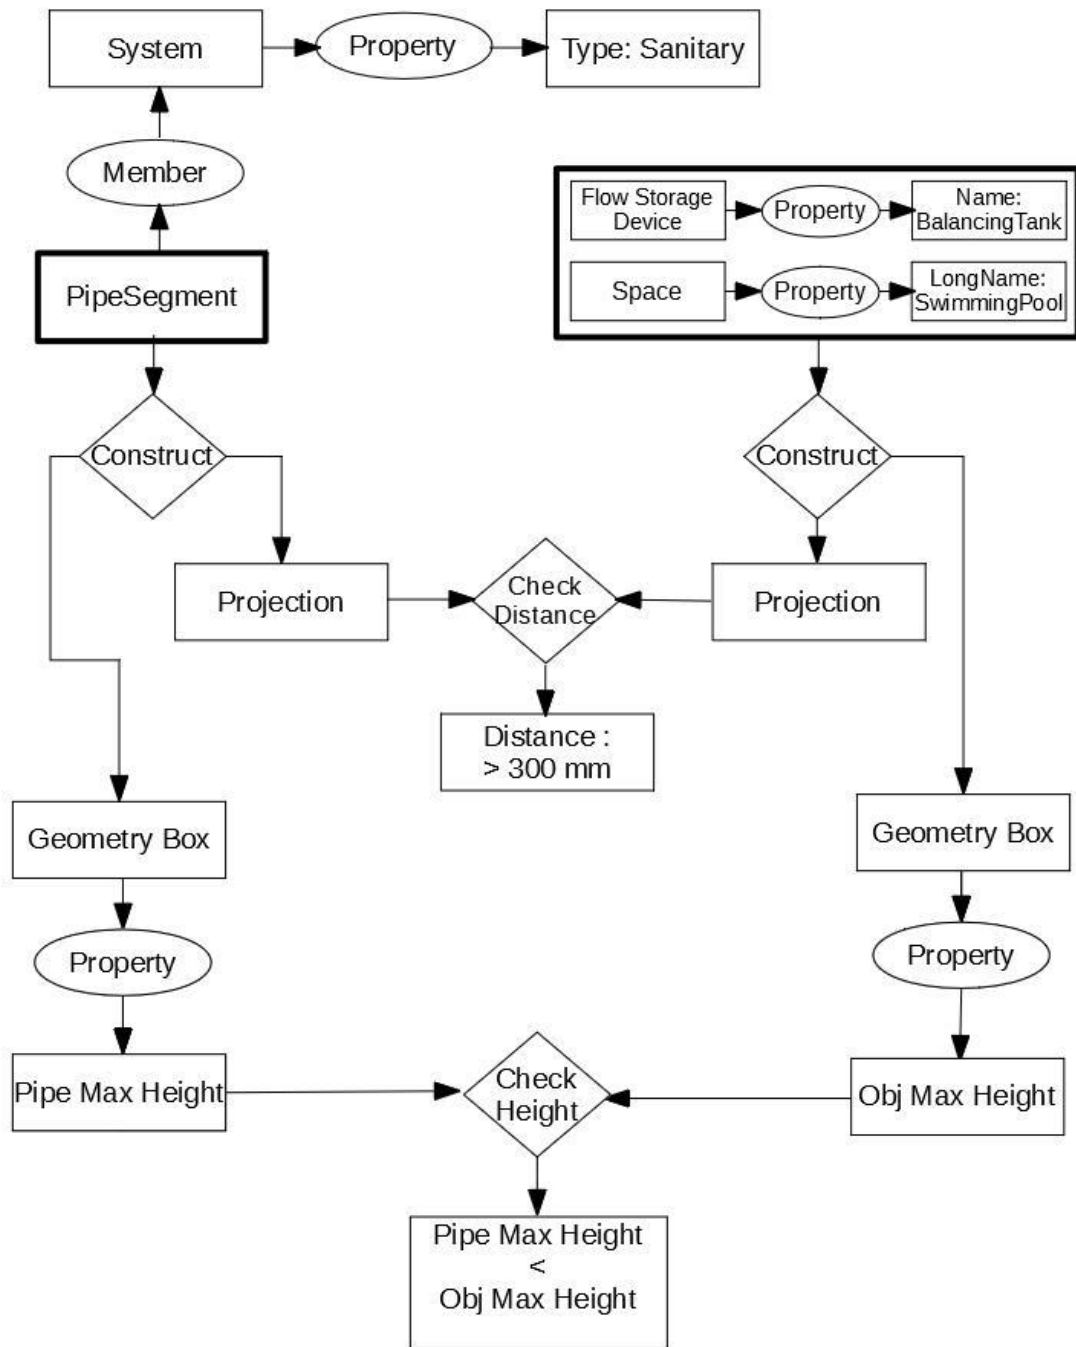 System
Property
Type: Sanitary
Member
Flow Storage
Device
Property
Name:
BalancingTank
PipeSegment
Space
Property
LongName:
SwimmingPool
Construct
Construct
Projection
Check
Distance
Projection
Distance :
> 300 mm
Geometry Box
Geometry Box
Property
Property
Pipe Max Height
Check
Height
Obj Max Height
Pipe Max Height
<
Obj Max Height